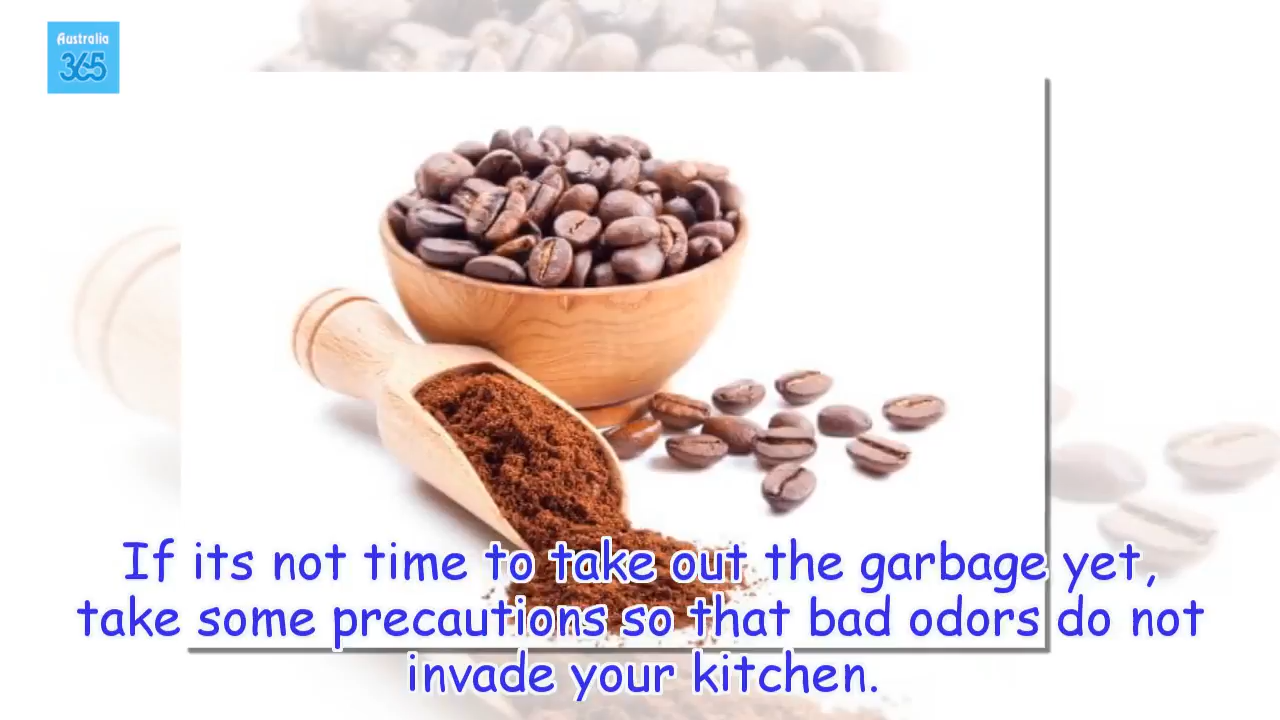 Australia
365
If its not time to take out the garbage yet,
take some precautions so that bad odors do not
invade your kitchen.